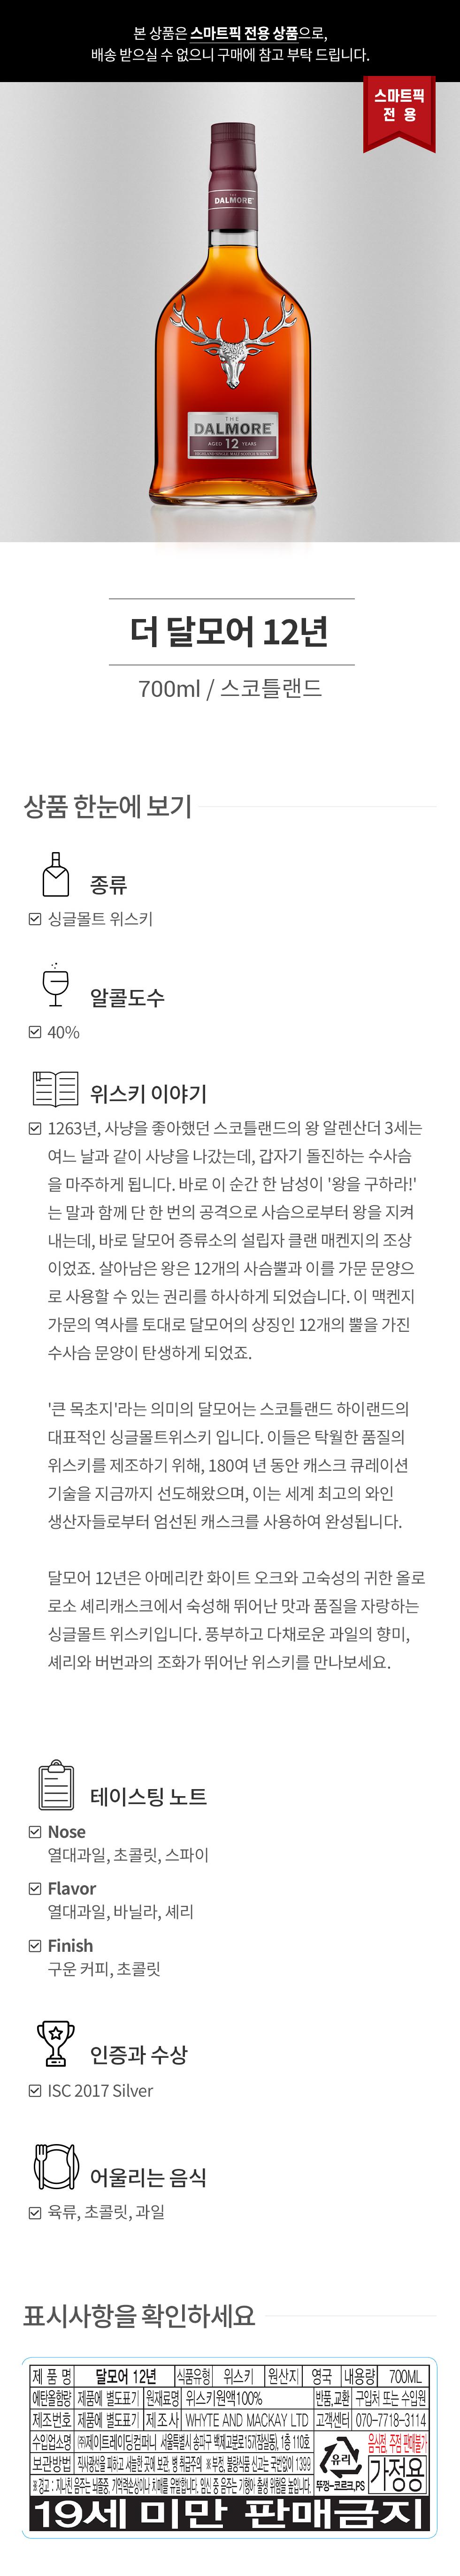 본 상품은 스마트픽 전용 상품으로,
배송 받으실 수 없으니 구매에 참고 부탁 드립니다.
스마트픽
전 용
THE
DALMORE
THE
DALMORE
AGED 12 YEARS
HIGHLAND SINGLE MALT SCOTCH WHISKY
더 달모어 12년
700ml / 스코틀랜드
상품 한눈에 보기
종류
싱글몰트 위스키
알콜도수
40%
위스키 이야기
1263년, 사냥을 좋아했던 스코틀랜드의 왕 알렌산더 3세는
여느 날과 같이 사냥을 나갔는데, 갑자기 돌진하는 수사슴
을 마주하게 됩니다. 바로 이 순간 한 남성이 '왕을 구하라!'
는 말과 함께 단 한 번의 공격으로 사슴으로부터 왕을 지켜
내는데, 바로 달모어 증류소의 설립자 클랜 매켄지의 조상
이었죠. 살아남은 왕은 12개의 사슴뿔과 이를 가문 문양으
로 사용할 수 있는 권리를 하사하게 되었습니다. 이 맥켄지
가문의 역사를 토대로 달모어의 상징인 12개의 뿔을 가진
수사슴 문양이 탄생하게 되었죠.
'큰 목초지'라는 의미의 달모어는 스코틀랜드 하이랜드의
대표적인 싱글몰트위스키 입니다. 이들은 탁월한 품질의
위스키를 제조하기 위해, 180여 년 동안 캐스크 큐레이션
기술을 지금까지 선도해왔으며, 이는 세계 최고의 와인
생산자들로부터 엄선된 캐스크를 사용하여 완성됩니다.
달모어 12년은 아메리칸 화이트 오크와 고숙성의 귀한 올로
로소 셰리캐스크에서 숙성해 뛰어난 맛과 품질을 자랑하는
싱글몰트 위스키입니다. 풍부하고 다채로운 과일의 향미,
셰리와 버번과의 조화가 뛰어난 위스키를 만나보세요.
테이스팅 노트
Nose
열대과일, 초콜릿, 스파이
Flavor
열대과일, 바닐라, 셰리
Finish
구운 커피, 초콜릿
인증과 수상
ISC 2017 Silver
어울리는 음식
육류, 초콜릿, 과일
표시사항을 확인하세요
제 품 명 달모어 12년 식품유형 위스키 원산지 영국 내용량 700ML
에탄올함량 제품에 별도표기 원재료명 위스키원액100% 반품,교환 구입처 또는 수입원
제조번호 제품에 별도표기 제 조 사 WHYTE AND MACKAY LTD 고객센터 070-7718-3114
수입업소명 ㈜제이트레이딩컴퍼니 서울특별시 송파구 백제고분로15기(잠실동), 1층 110호 유리 음식점, 주점 판매불가
보관방법 직사광선을 피하고 서늘한 곳에 보관, 병 취급주의 ※부정, 불량식품 신고는 국번없이 1399 뚜껑-코르크,PS 가정용
※경고 : 지나친 음주는 뇌졸중, 기억력손상이나 치매를 유발합니다. 임신 중 음주는 기형아 출생 위험을 높입니다.
19세 미만 판매금지